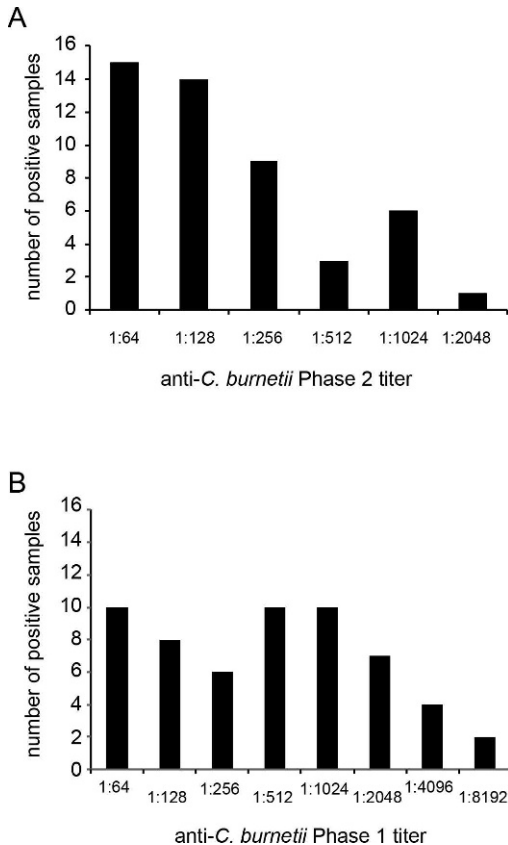 A
number of positive samples
16
14
12
10
8
6
4
2
0
1:64 1:128 1:256 1:512 1:1024 1:2048
anti-C. burnetii Phase 2 titer
B
number of positive samples
16
14
12
10
8
6
4
2
0
1:64 1:128 1:256 1:512 1:1024 1:2048 1:4096 1:8192
anti-C. burnetii Phase 1 titer